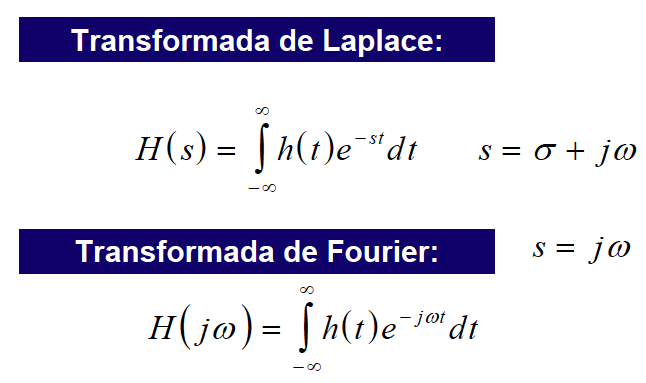 Transformada de Laplace:
H(s) = ∫_{-∞}^{∞} h(t)e^{-st}dt    s = σ + jω
Transformada de Fourier:    s = jω
H(jω) = ∫_{-∞}^{∞} h(t)e^{-jωt}dt